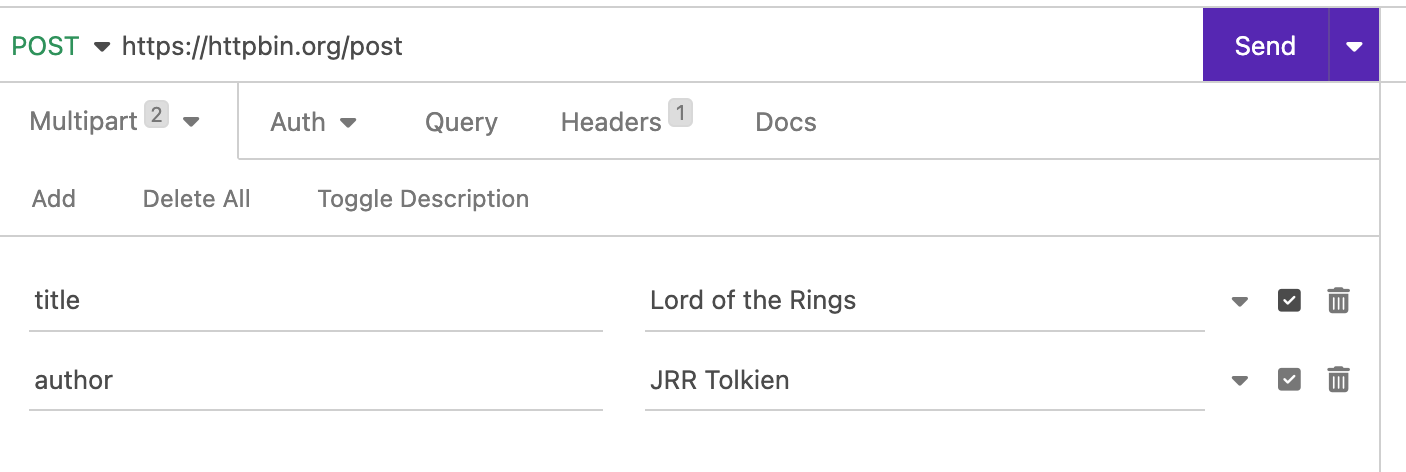 POST https://httpbin.org/post Send
Multipart 2 Auth Query Headers 1 Docs
Add Delete All Toggle Description
title Lord of the Rings
author JRR Tolkien